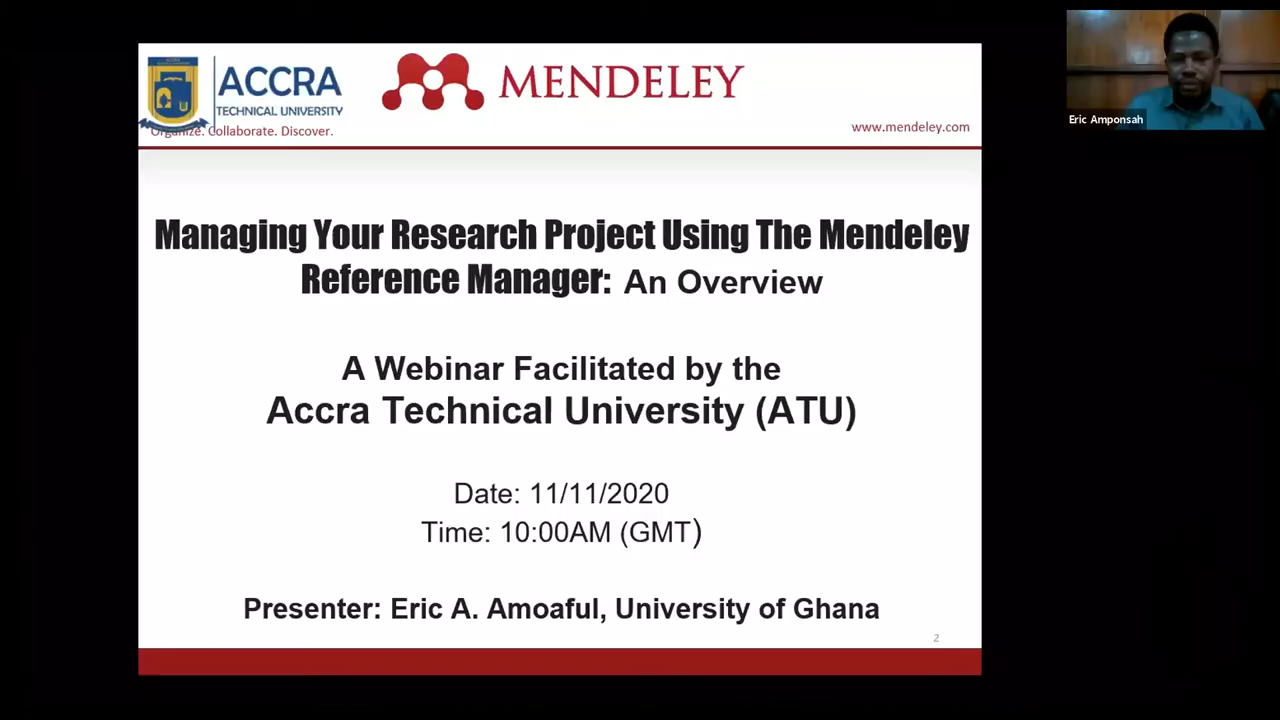 ACCRA
TECHNICAL UNIVERSITY
MENDELEY
Organize. Collaborate. Discover.
www.mendeley.com
Eric Amponsah
Managing Your Research Project Using The Mendeley
Reference Manager: An Overview
A Webinar Facilitated by the
Accra Technical University (ATU)
Date: 11/11/2020
Time: 10:00AM (GMT)
Presenter: Eric A. Amoaful, University of Ghana
2